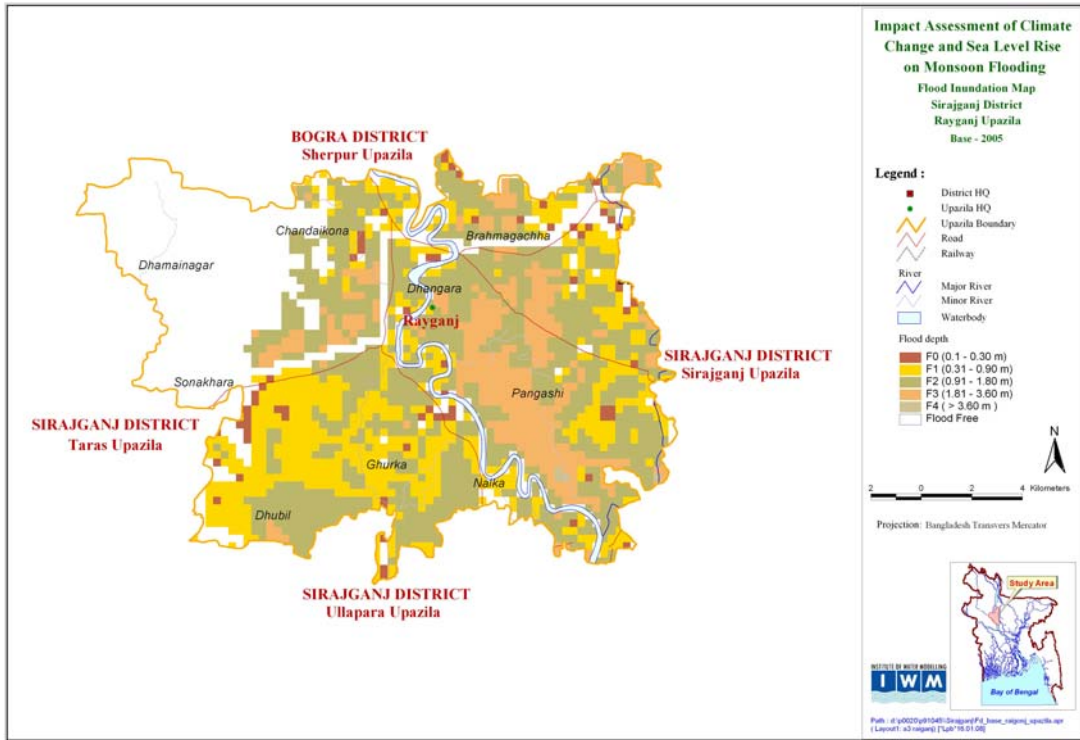 BOGRA DISTRICT
Sherpur Upazila
Chandaikona
Brahmagachha
Dhamainagar
Dhangara
Rayganj
SIRAJGANJ DISTRICT
Sirajganj Upazila
Sonakhara
Pangashi
SIRAJGANJ DISTRICT
Taras Upazila
Ghurka
Nalka
Dhubil
SIRAJGANJ DISTRICT
Ullapara Upazila
Impact Assessment of Climate
Change and Sea Level Rise
on Monsoon Flooding
Flood Inundation Map
Sirajganj District
Rayganj Upazila
Base - 2005
Legend :
District HQ
Upazila HQ
Upazila Boundary
Road
Railway
River
Major River
Minor River
Waterbody
Flood depth
F0 (0.1 - 0.30 m)
F1 (0.31 - 0.90 m)
F2 (0.91 - 1.80 m)
F3 (1.81 - 3.60 m)
F4 ( > 3.60 m )
Flood Free
N
2 0 2 4 Kilometers
Projection: Bangladesh Transvers Mercator
Study Area
Bay of Bengal
INSTITUTE OF WATER MODELLING
IWM